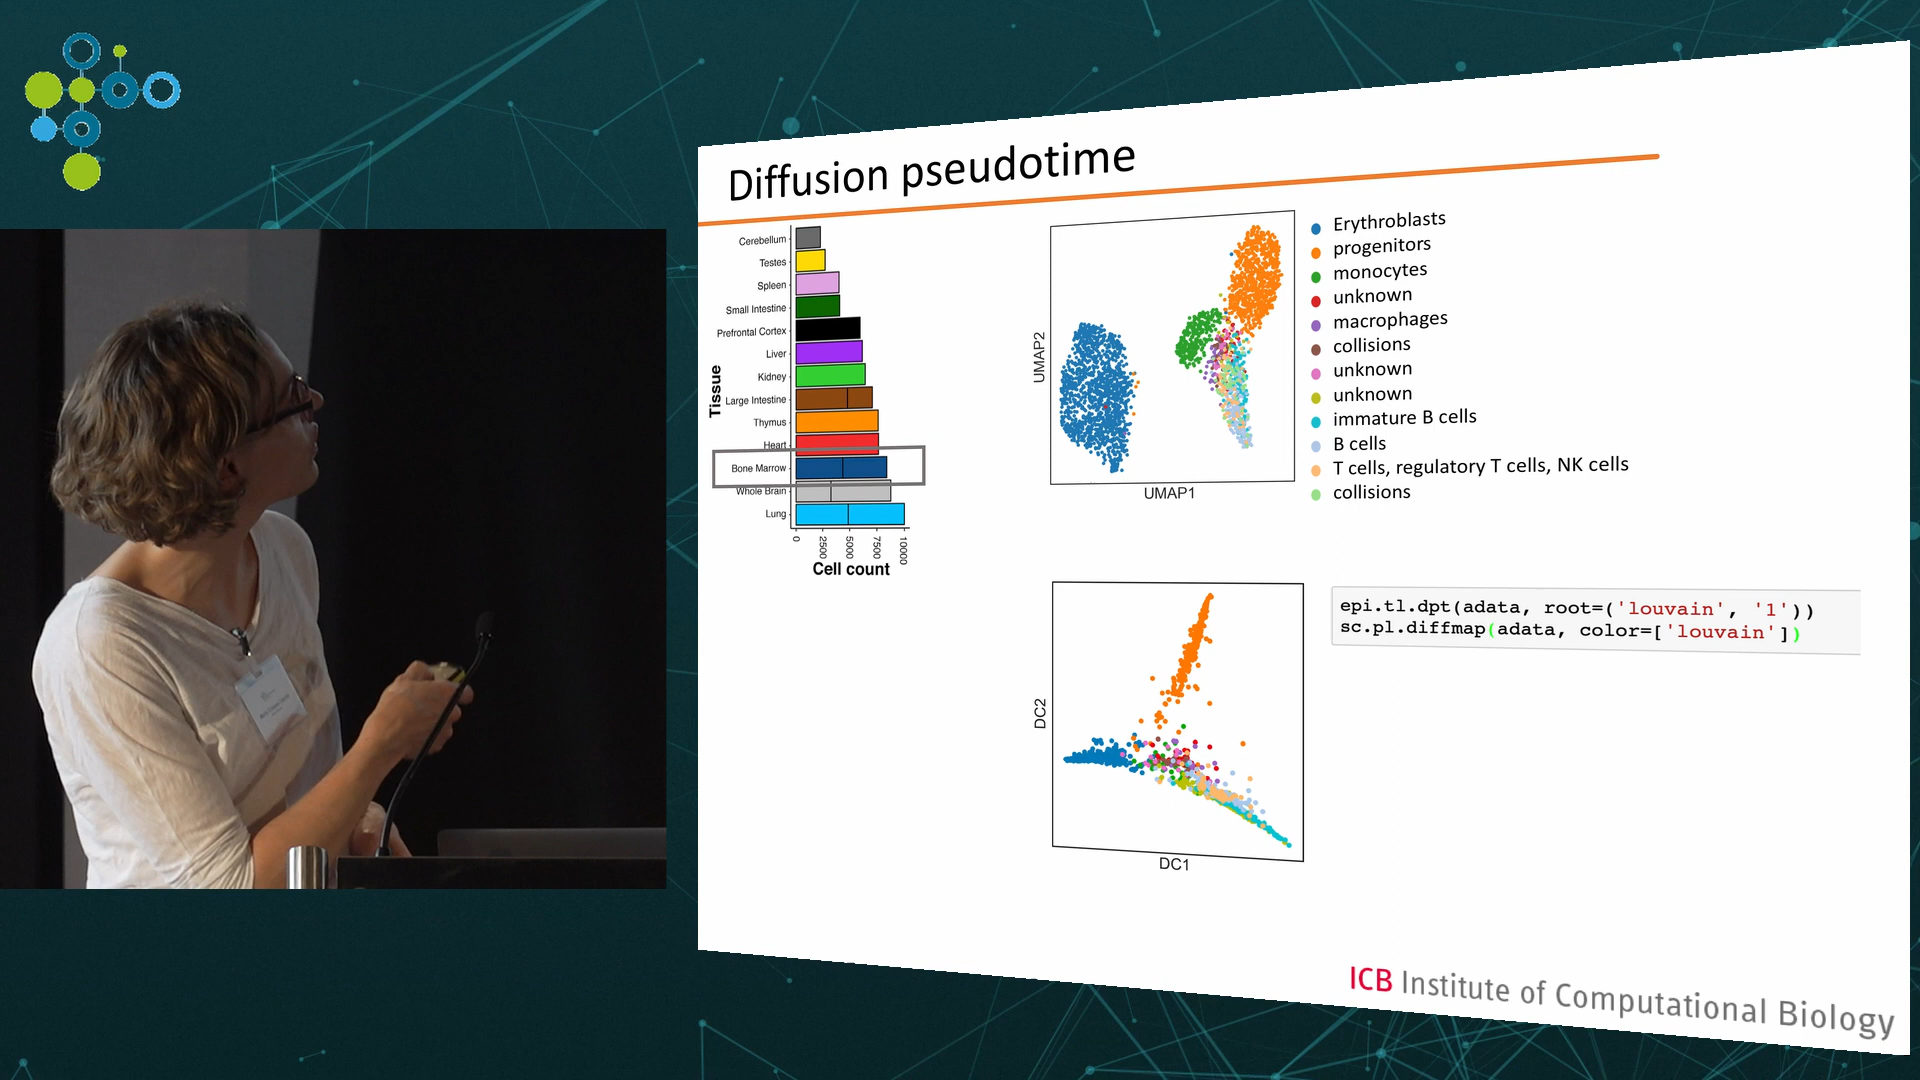 Diffusion pseudotime
Tissue
Cerebellum
Testes
Spleen
Small Intestine
Prefrontal Cortex
Liver
Kidney
Large Intestine
Thymus
Heart
Bone Marrow
Whole Brain
Lung
0 2500 5000 7500 10000
Cell count
UMAP2
UMAP1
Erythroblasts
progenitors
monocytes
unknown
macrophages
collisions
unknown
unknown
immature B cells
B cells
T cells, regulatory T cells, NK cells
collisions
DC2
DC1
epi.tl.dpt(adata, root=('louvain', '1'))
sc.pl.diffmap(adata, color=['louvain'])
ICB Institute of Computational Biology